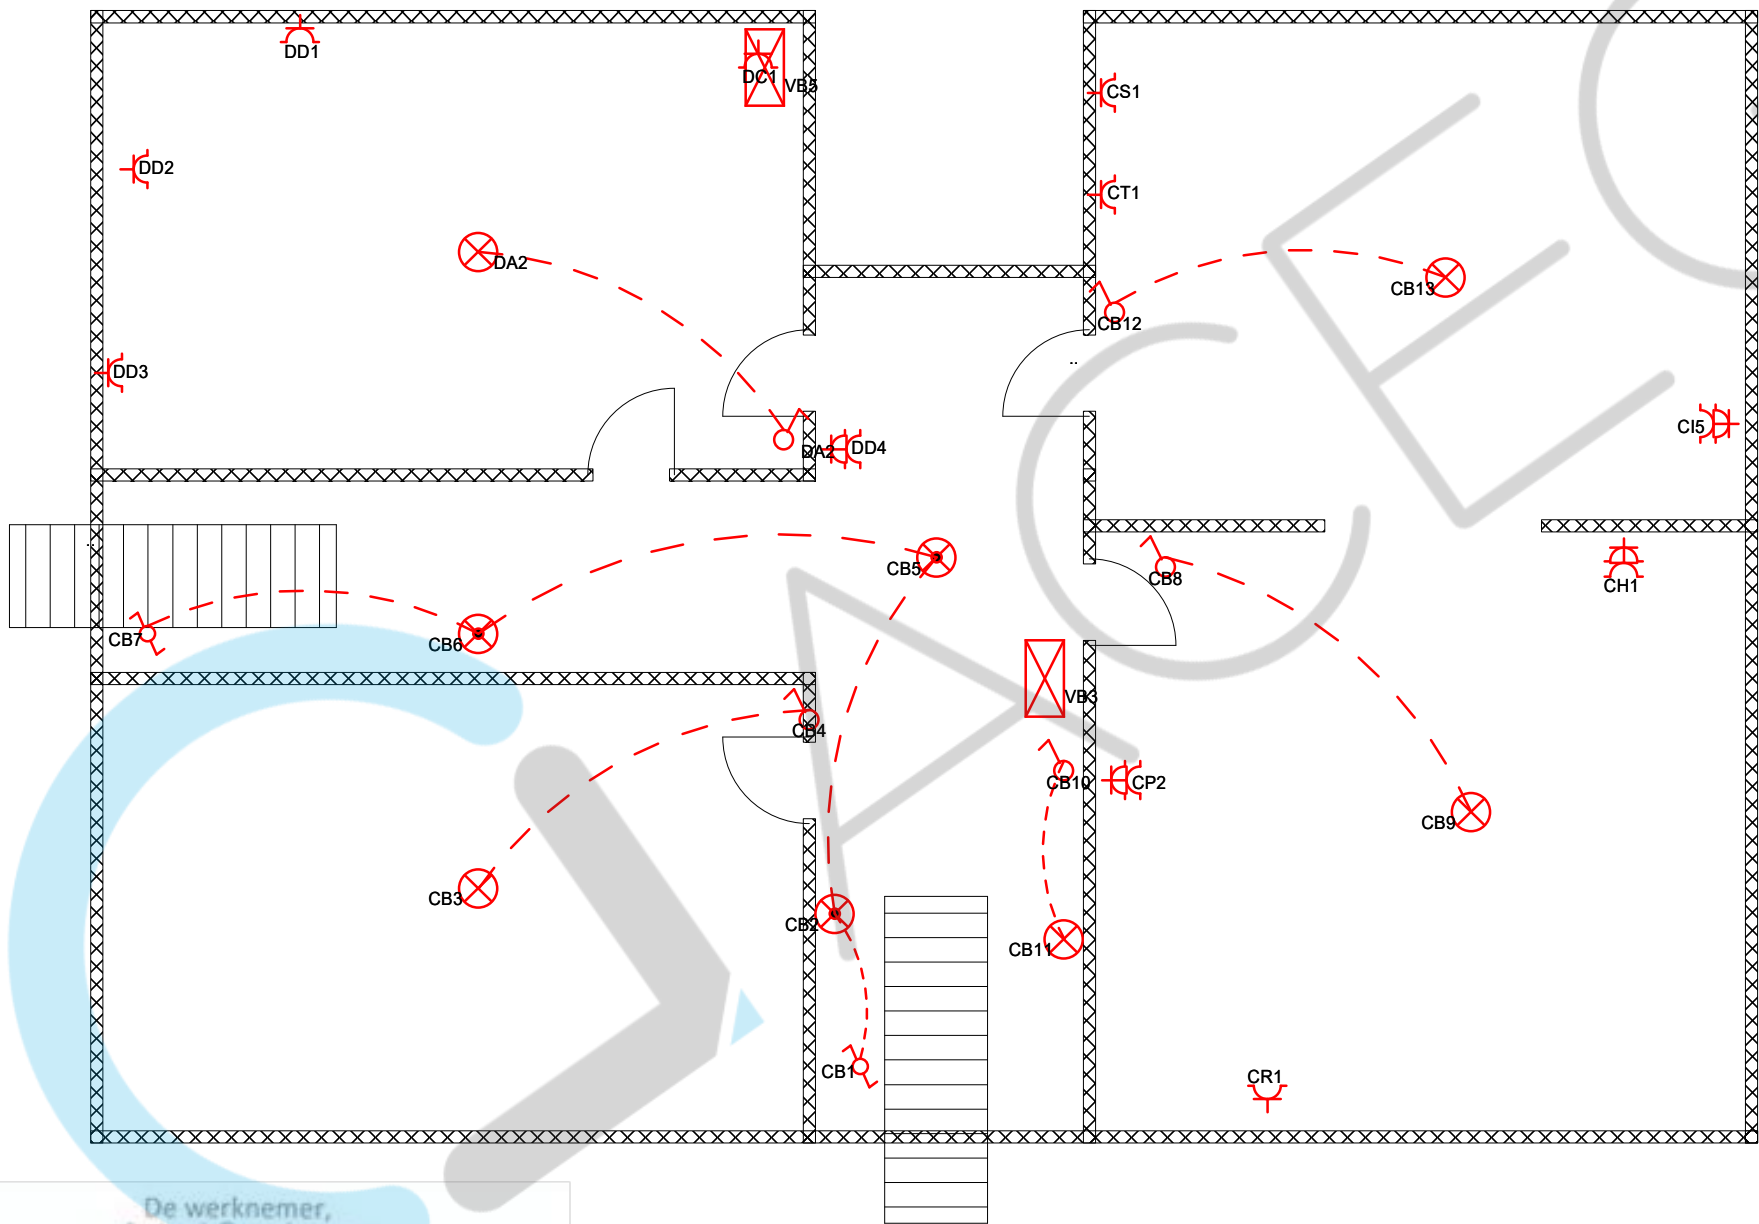 DD1
DC1
VB5
CS1
DD2
CT1
DA2
CB13
CB12
DD3
CI5
DA2
DD4
CB5
CB8
CH1
CB7
CB6
VB3
CB4
CB10
CP2
CB9
CB3
CB2
CB11
CB1
CR1
De werknemer,